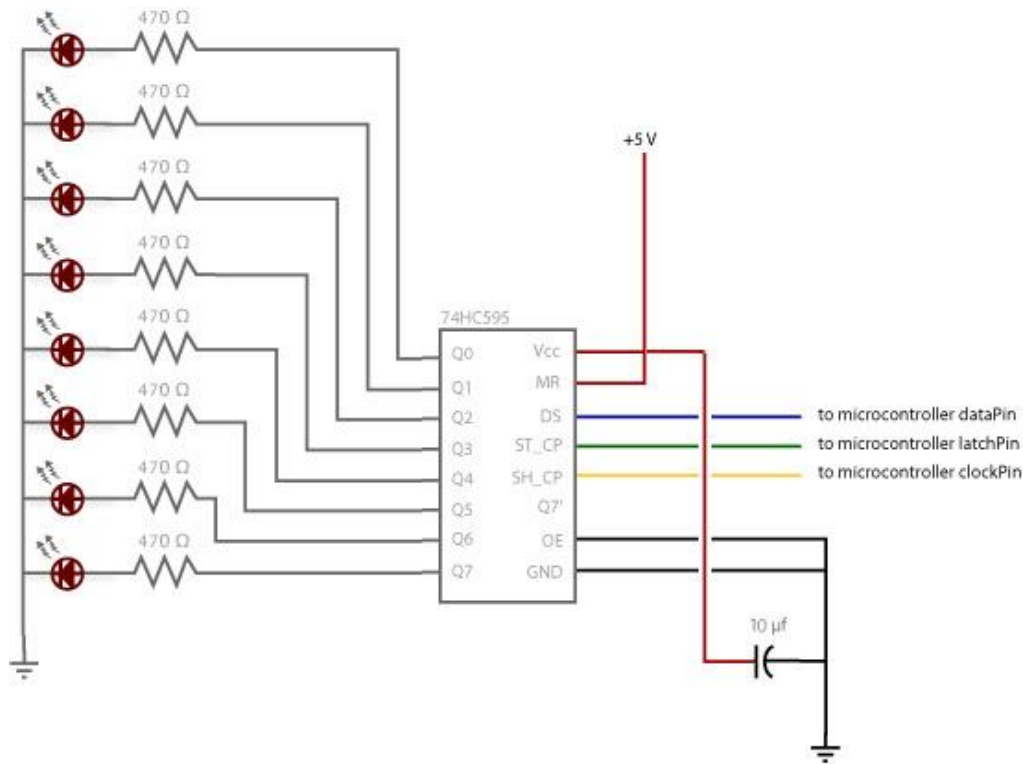 470 Ω
470 Ω
470 Ω
470 Ω
470 Ω
470 Ω
470 Ω
470 Ω
+5 V
74HC595
Q0
Q1
Q2
Q3
Q4
Q5
Q6
Q7
Vcc
MR
DS
ST_CP
SH_CP
Q7'
OE
GND
to microcontroller dataPin
to microcontroller latchPin
to microcontroller clockPin
10 µf